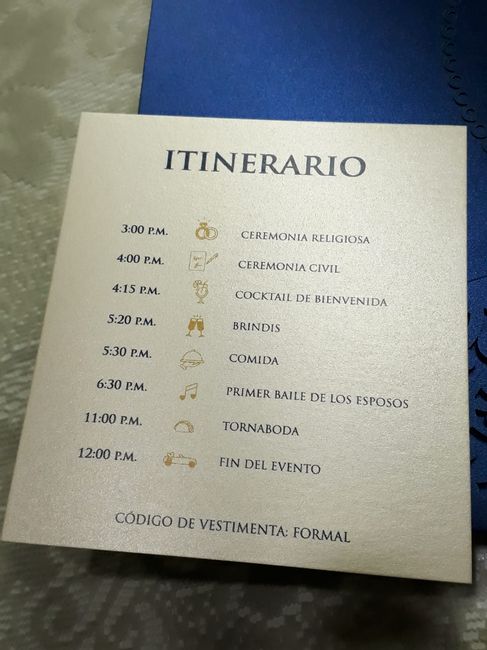 ITINERARIO
3:00 P.M. CEREMONIA RELIGIOSA
4:00 P.M. CEREMONIA CIVIL
4:15 P.M. COCKTAIL DE BIENVENIDA
5:20 P.M. BRINDIS
5:30 P.M. COMIDA
6:30 P.M. PRIMER BAILE DE LOS ESPOSOS
11:00 P.M. TORNABODA
12:00 P.M. FIN DEL EVENTO
CÓDIGO DE VESTIMENTA: FORMAL